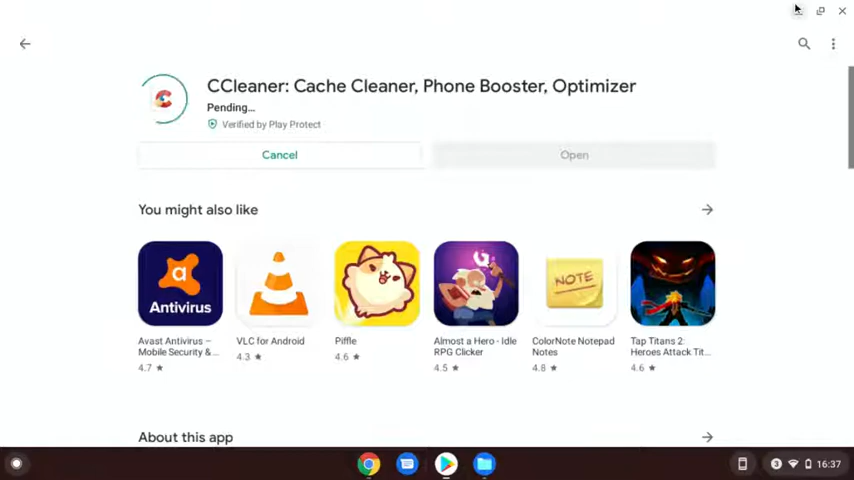 CCleaner: Cache Cleaner, Phone Booster, Optimizer
Pending...
Verified by Play Protect
Cancel
Open
You might also like
Antivirus
NOTE
Avast Antivirus –
Mobile Security &...
4.7 ★
VLC for Android
4.3 ★
Piffle
4.6 ★
Almost a Hero - Idle
RPG Clicker
4.5 ★
ColorNote Notepad
Notes
4.8 ★
Tap Titans 2:
Heroes Attack Tit...
4.6 ★
About this app
3
16:37